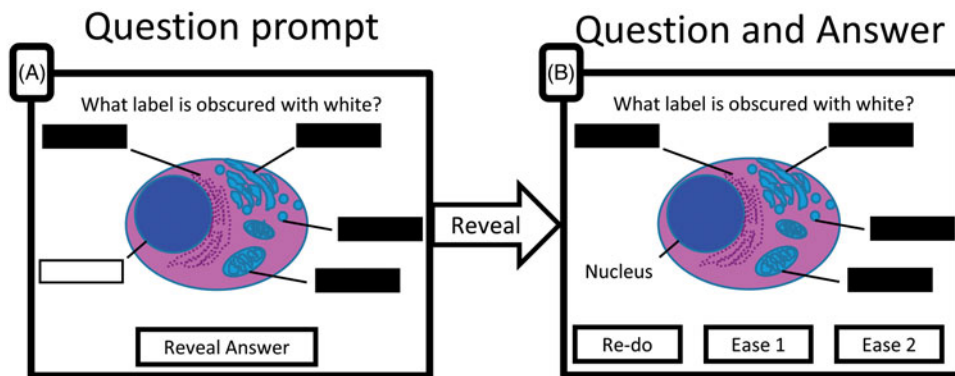 Question prompt
(A)
What label is obscured with white?
Reveal Answer
Reveal
Question and Answer
(B)
What label is obscured with white?
Nucleus
Re-do
Ease 1
Ease 2